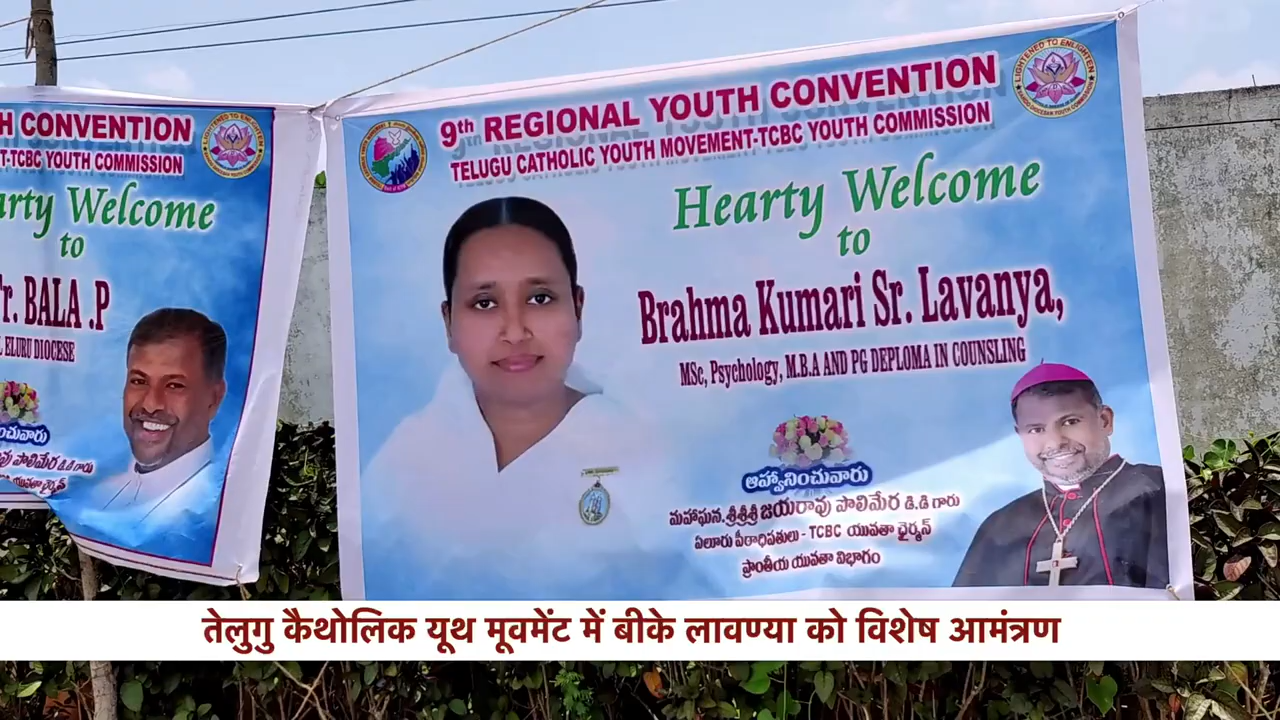 H CONVENTION
T-TCBC YOUTH COMMISSION
arty Welcome
to
Fr. BALA .P
ELURU DIOCESE
9th REGIONAL YOUTH CONVENTION
TELUGU CATHOLIC YOUTH MOVEMENT-TCBC YOUTH COMMISSION
Hearty Welcome
to
Brahma Kumari Sr. Lavanya,
MSc, Psychology, M.B.A AND PG DEPLOMA IN COUNSLING
ఆహ్వానించువారు
మహాఘన. శ్రీశ్రీశ్రీ జయరావు పొలిమేర డి.డి గారు
ఏలూరు పీఠాధిపతులు - TCBC యువతా ఛైర్మన్
ప్రాంతీయ యువతా విభాగం
तेलुगु कैथोलिक यूथ मूवमेंट में बीके लावण्या को विशेष आमंत्रण